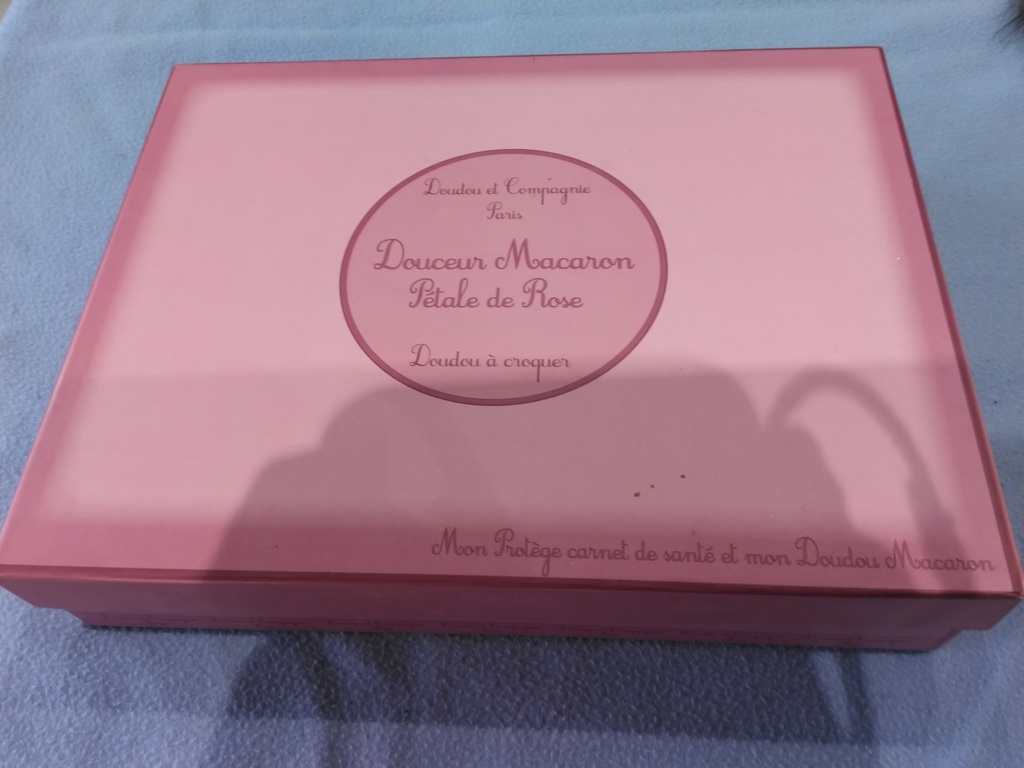 Doudou et Compagnie
Paris
Douceur Macaron
Pétale de Rose
Doudou à croquer
Mon Protège carnet de santé et mon Doudou Macaron